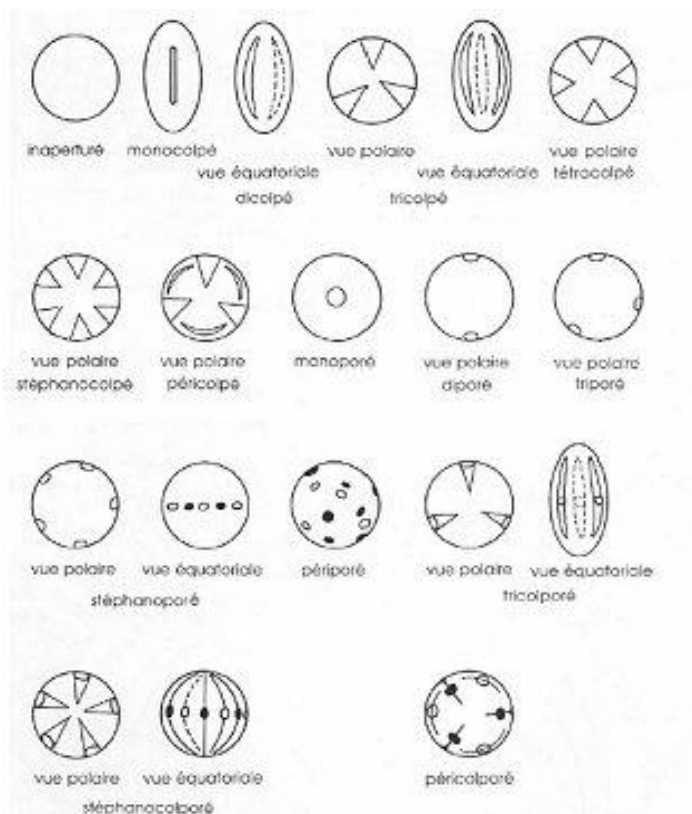 inaperturé
monocolpé
vue équatoriale
dicolpé
vue polaire
vue équatoriale
tricolpé
vue polaire
tétracolpé
vue polaire
stéphanocolpé
vue polaire
péricolpé
monoporé
vue polaire
diporé
vue polaire
triporé
vue polaire
vue équatoriale
stéphanoporé
périporé
vue polaire
vue équatoriale
tricolporé
vue polaire
vue équatoriale
stéphanocolporé
péricolporé